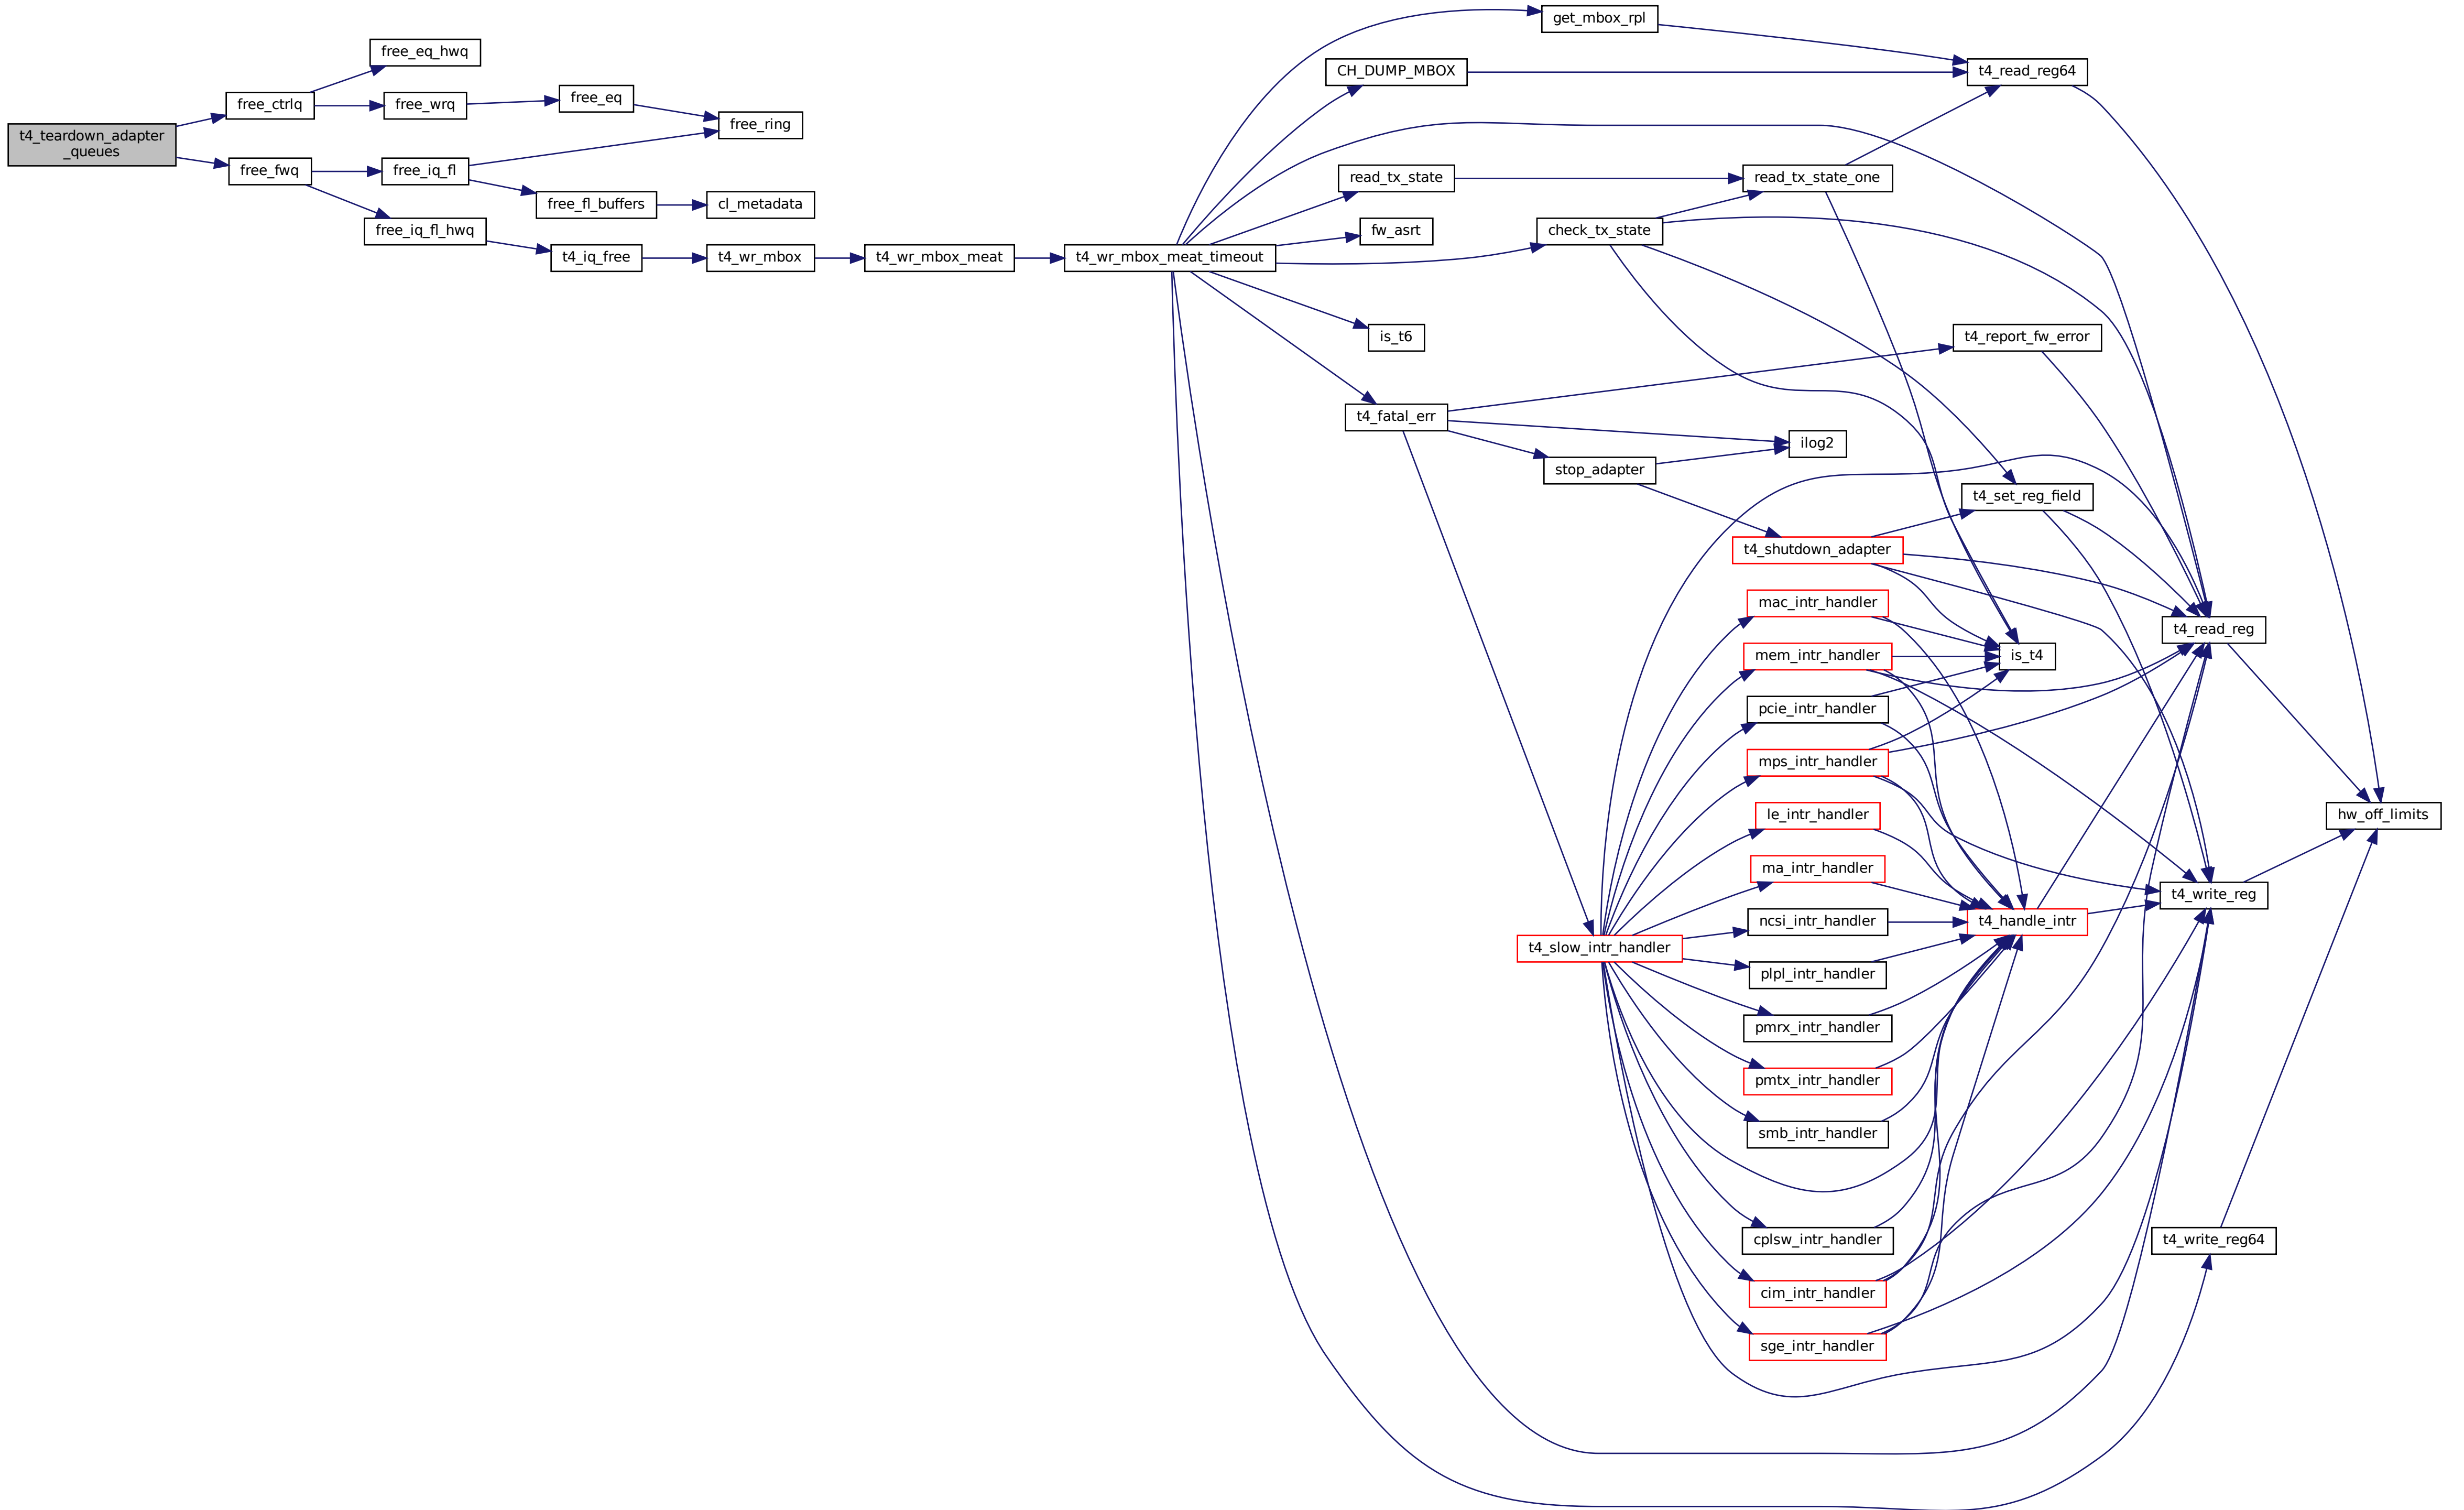 t4_teardown_adapter
_queues
free_ctrlq
free_fwq
free_eq_hwq
free_wrq
free_iq_fl
free_iq_fl_hwq
free_eq
free_fl_buffers
t4_iq_free
free_ring
cl_metadata
t4_wr_mbox
t4_wr_mbox_meat
t4_wr_mbox_meat_timeout
CH_DUMP_MBOX
read_tx_state
fw_asrt
is_t6
t4_fatal_err
get_mbox_rpl
check_tx_state
stop_adapter
t4_slow_intr_handler
read_tx_state_one
ilog2
t4_shutdown_adapter
mac_intr_handler
mem_intr_handler
pcie_intr_handler
mps_intr_handler
le_intr_handler
ma_intr_handler
ncsi_intr_handler
plpl_intr_handler
pmrx_intr_handler
pmtx_intr_handler
smb_intr_handler
cplsw_intr_handler
cim_intr_handler
sge_intr_handler
t4_read_reg64
t4_report_fw_error
t4_set_reg_field
is_t4
t4_handle_intr
t4_read_reg
t4_write_reg
t4_write_reg64
hw_off_limits